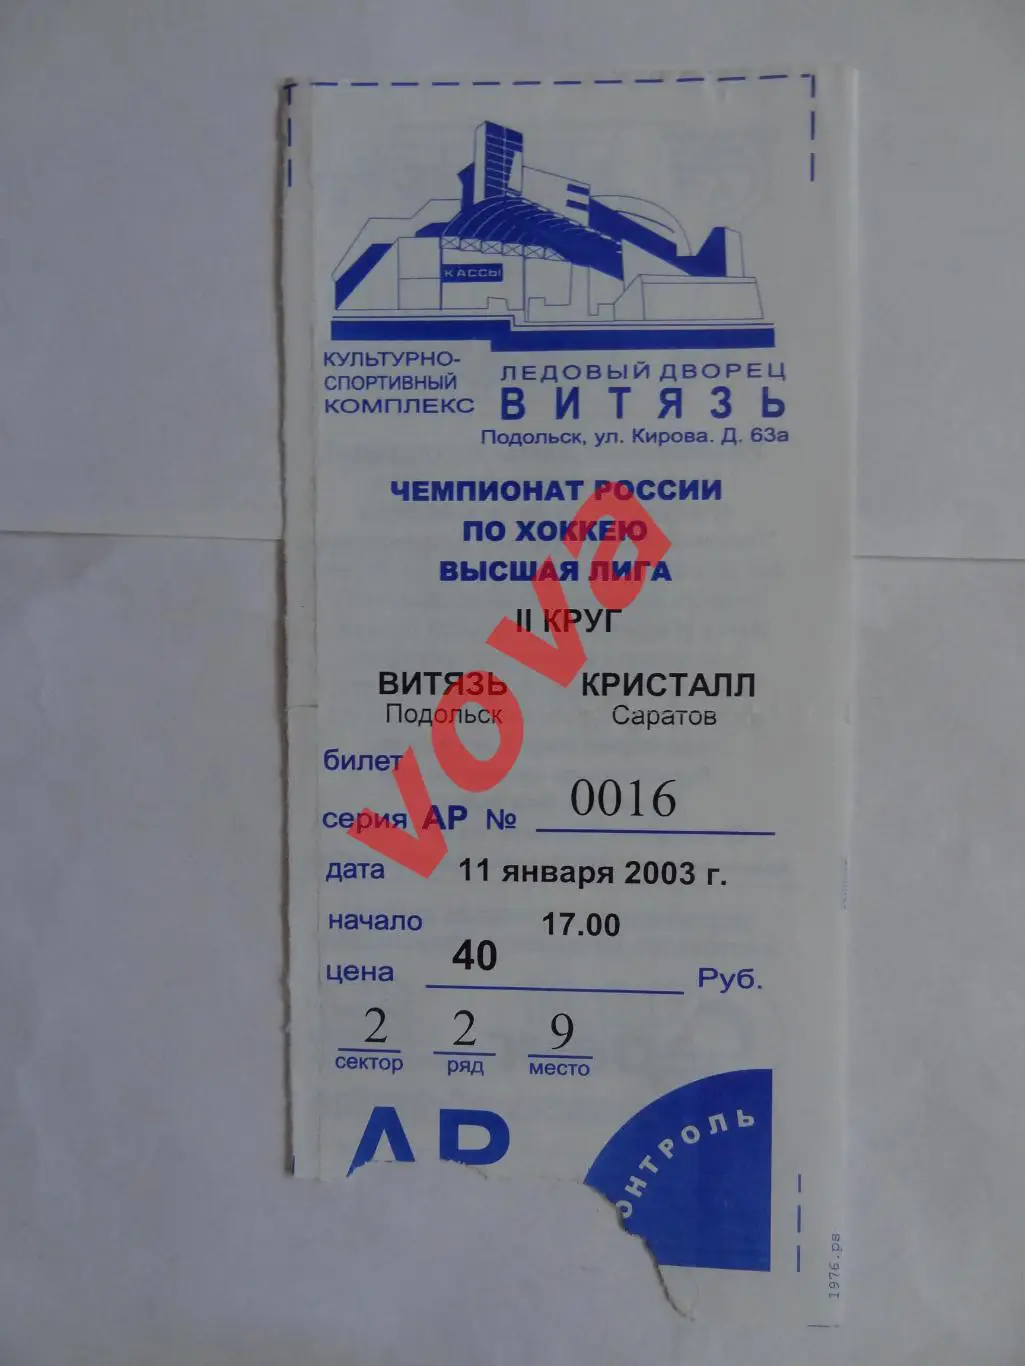 КАССЫ
КУЛЬТУРНО-
СПОРТИВНЫЙ
КОМПЛЕКС
ЛЕДОВЫЙ ДВОРЕЦ
ВИТЯЗЬ
Подольск, ул. Кирова. Д. 63а
ЧЕМПИОНАТ РОССИИ
ПО ХОККЕЮ
ВЫСШАЯ ЛИГА
II КРУГ
ВИТЯЗЬ КРИСТАЛЛ
Подольск Саратов
vova
билет
серия АР № 0016
дата 11 января 2003 г.
начало 17.00
цена 40 Руб.
2 2 9
сектор ряд место
АР
ОНТРОЛЬ
1976.рв